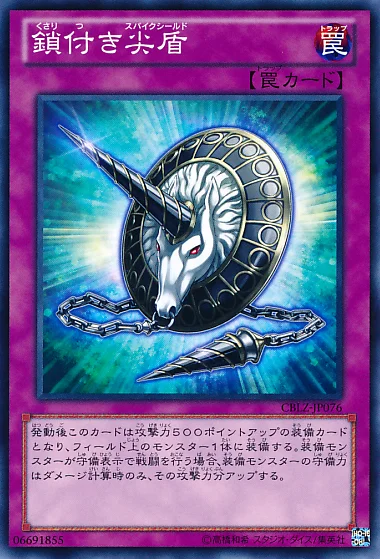 鎖付き尖盾
くさり つ スパイクシールド
罠
トラップ
【罠カード】
トラップ
CBLZ-JP076
発動後このカードは攻撃力500ポイントアップの装備カード
となり、フィールド上のモンスター1体に装備する。装備モン
スターが守備表示で戦闘を行う場合、装備モンスターの守備力
はダメージ計算時のみ、その攻撃力分アップする。
06691855
©高橋和希 スタジオ・ダイス/集英社